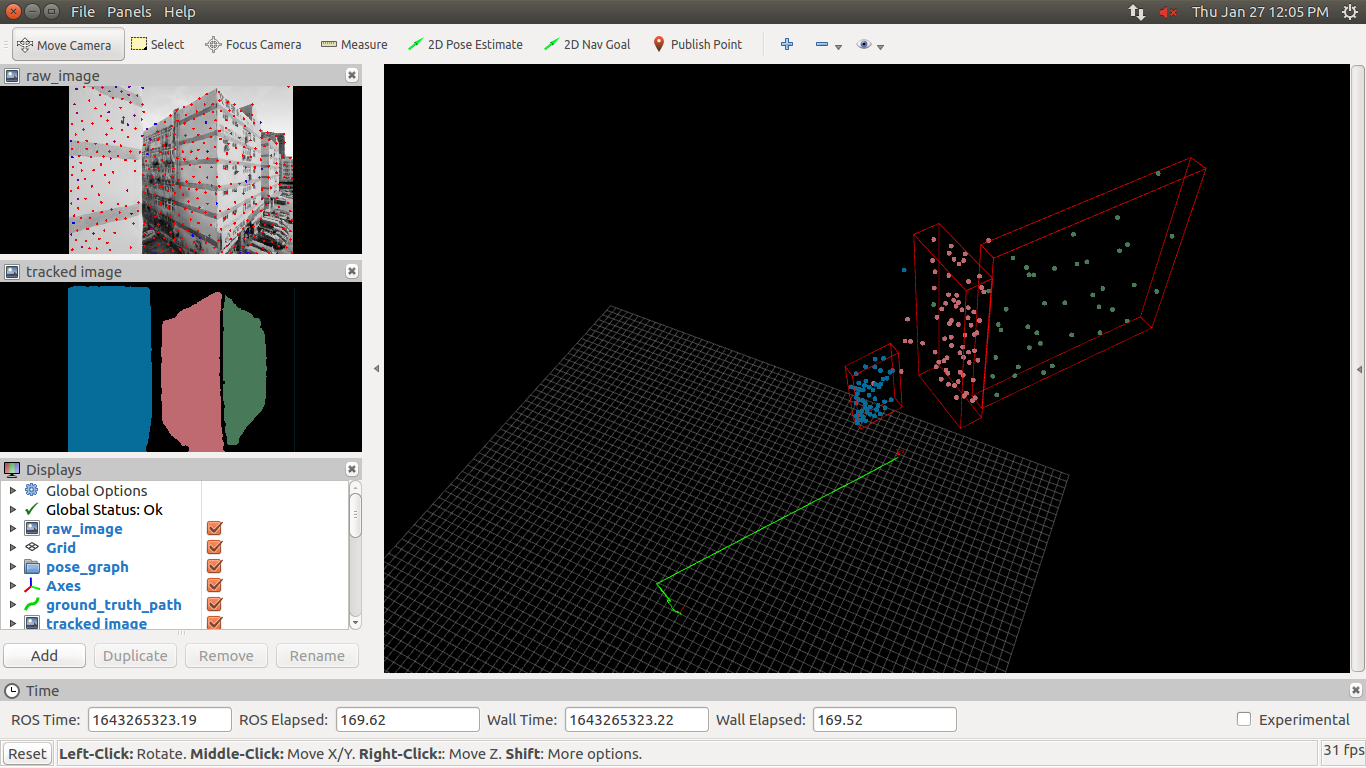 File Panels Help
Thu Jan 27 12:05 PM
Move Camera Select Focus Camera Measure 2D Pose Estimate 2D Nav Goal Publish Point
raw_image
tracked image
Displays
Global Options
Global Status: Ok
raw_image
Grid
pose_graph
Axes
ground_truth_path
tracked image
Add Duplicate Remove Rename
Time
ROS Time: 1643265323.19 ROS Elapsed: 169.62 Wall Time: 1643265323.22 Wall Elapsed: 169.52 Experimental
Reset Left-Click: Rotate. Middle-Click: Move X/Y. Right-Click:: Move Z. Shift: More options. 31 fps